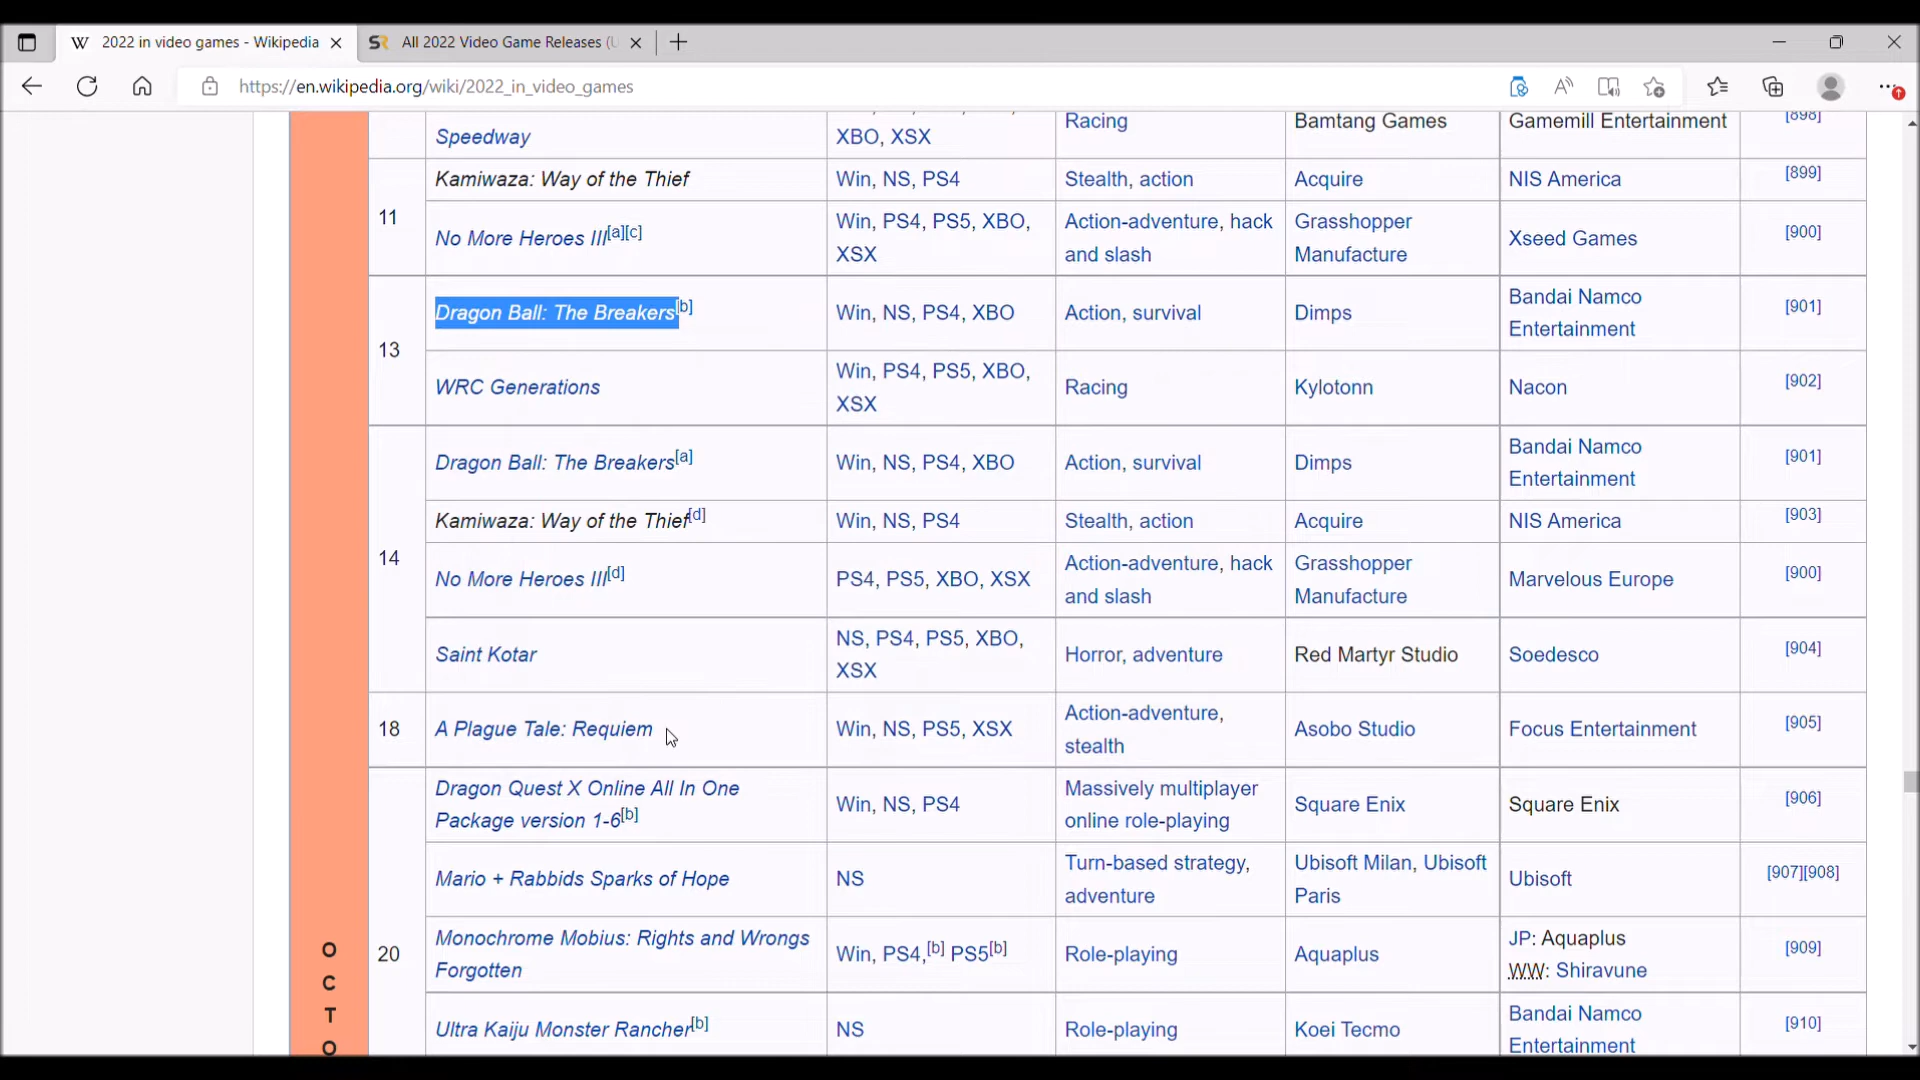 2022 in video games - Wikipedia
All 2022 Video Game Releases (U
https://en.wikipedia.org/wiki/2022_in_video_games
Speedway
XBO, XSX
Racing
Bamtang Games
Gamemill Entertainment
[898]
11
Kamiwaza: Way of the Thief
Win, NS, PS4
Stealth, action
Acquire
NIS America
[899]
No More Heroes III[a][c]
Win, PS4, PS5, XBO,
XSX
Action-adventure, hack
and slash
Grasshopper
Manufacture
Xseed Games
[900]
13
Dragon Ball: The Breakers[b]
Win, NS, PS4, XBO
Action, survival
Dimps
Bandai Namco
Entertainment
[901]
WRC Generations
Win, PS4, PS5, XBO,
XSX
Racing
Kylotonn
Nacon
[902]
14
Dragon Ball: The Breakers[a]
Win, NS, PS4, XBO
Action, survival
Dimps
Bandai Namco
Entertainment
[901]
Kamiwaza: Way of the Thief[d]
Win, NS, PS4
Stealth, action
Acquire
NIS America
[903]
No More Heroes III[d]
PS4, PS5, XBO, XSX
Action-adventure, hack
and slash
Grasshopper
Manufacture
Marvelous Europe
[900]
Saint Kotar
NS, PS4, PS5, XBO,
XSX
Horror, adventure
Red Martyr Studio
Soedesco
[904]
18
A Plague Tale: Requiem
Win, NS, PS5, XSX
Action-adventure,
stealth
Asobo Studio
Focus Entertainment
[905]
20
Dragon Quest X Online All In One
Package version 1-6[b]
Win, NS, PS4
Massively multiplayer
online role-playing
Square Enix
Square Enix
[906]
Mario + Rabbids Sparks of Hope
NS
Turn-based strategy,
adventure
Ubisoft Milan, Ubisoft
Paris
Ubisoft
[907][908]
Monochrome Mobius: Rights and Wrongs
Forgotten
Win, PS4,[b] PS5[b]
Role-playing
Aquaplus
JP: Aquaplus
WW: Shiravune
[909]
Ultra Kaiju Monster Rancher[b]
NS
Role-playing
Koei Tecmo
Bandai Namco
Entertainment
[910]
O
C
T
O